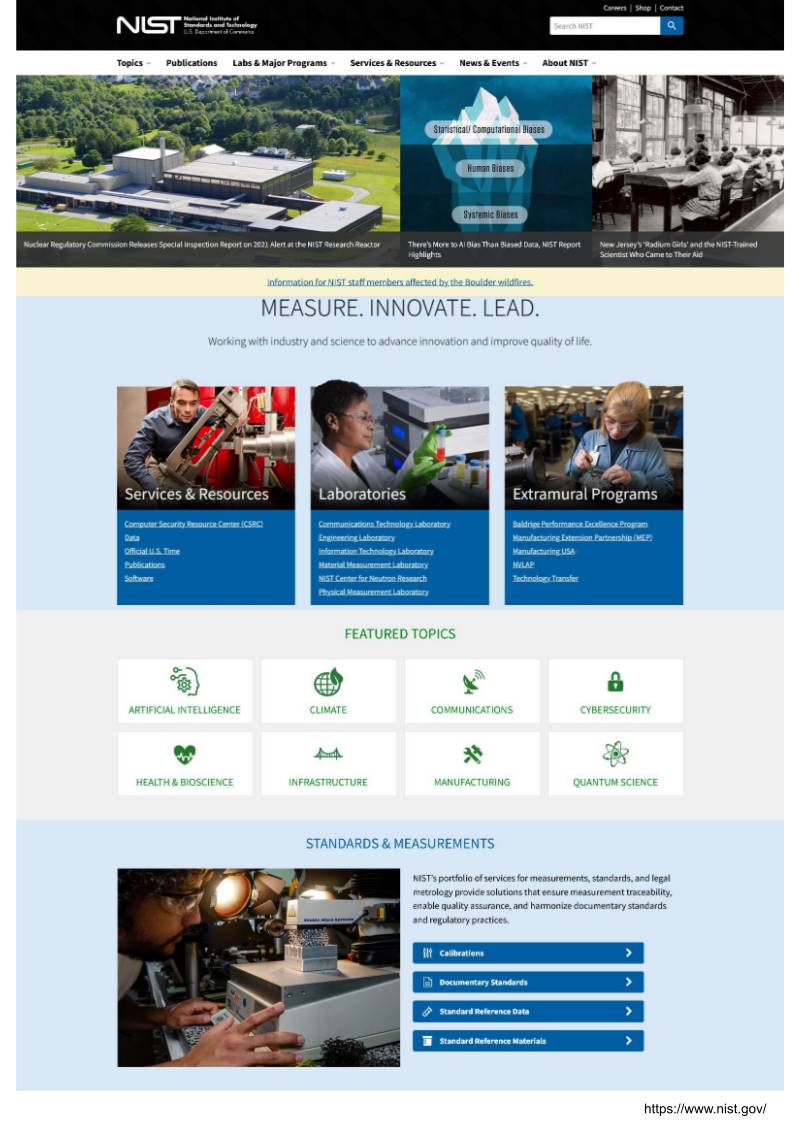 Careers | Shop | Contact
NIST
National Institute of
Standards and Technology
U.S. Department of Commerce
Search NIST
Topics
Publications
Labs & Major Programs
Services & Resources
News & Events
About NIST
Statistical/ Computational Biases
Human Biases
Systemic Biases
Nuclear Regulatory Commission Releases Special Inspection Report on 2021 Alert at the NIST Research Reactor
There's More to AI Bias Than Biased Data, NIST Report
Highlights
New Jersey's 'Radium Girls' and the NIST-Trained
Scientist Who Came to Their Aid
Information for NIST staff members affected by the Boulder wildfires.
MEASURE. INNOVATE. LEAD.
Working with industry and science to advance innovation and improve quality of life.
Services & Resources
Computer Security Resource Center (CSRC)
Data
Official U.S. Time
Publications
Software
Laboratories
Communications Technology Laboratory
Engineering Laboratory
Information Technology Laboratory
Material Measurement Laboratory
NIST Center for Neutron Research
Physical Measurement Laboratory
Extramural Programs
Baldrige Performance Excellence Program
Manufacturing Extension Partnership (MEP)
Manufacturing USA
NVLAP
Technology Transfer
FEATURED TOPICS
ARTIFICIAL INTELLIGENCE
CLIMATE
COMMUNICATIONS
CYBERSECURITY
HEALTH & BIOSCIENCE
INFRASTRUCTURE
MANUFACTURING
QUANTUM SCIENCE
STANDARDS & MEASUREMENTS
NIST's portfolio of services for measurements, standards, and legal
metrology provide solutions that ensure measurement traceability,
enable quality assurance, and harmonize documentary standards
and regulatory practices.
Calibrations
Documentary Standards
Standard Reference Data
Standard Reference Materials
https://www.nist.gov/